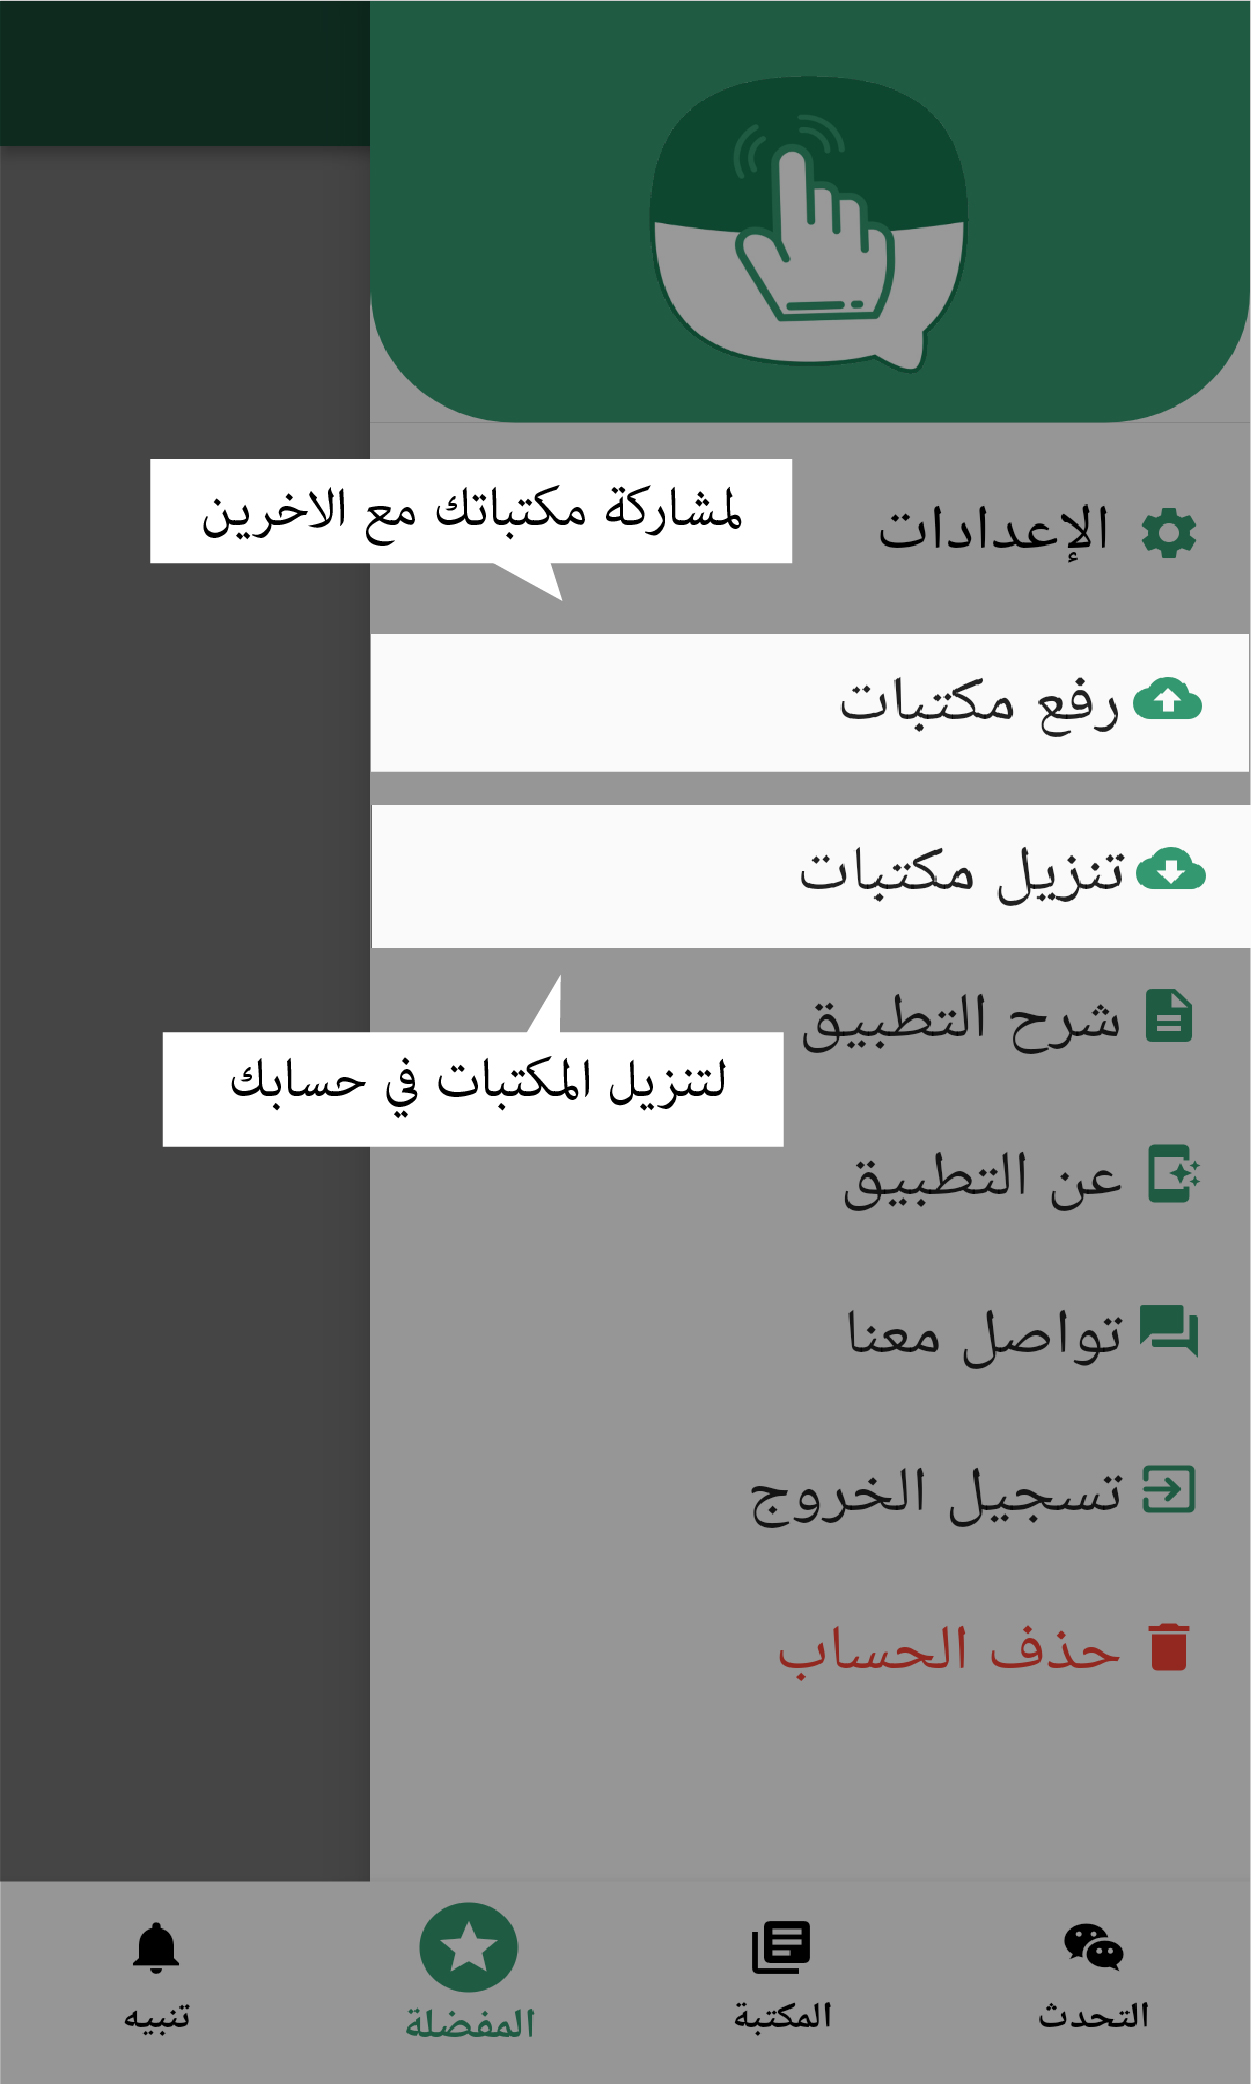 لمشاركة مكتباتك مع الاخرين
الإعدادات
رفع مكتبات
تنزيل مكتبات
شرح التطبيق
لتنزيل المكتبات في حسابك
عن التطبيق
تواصل معنا
تسجيل الخروج
حذف الحساب
التحدث
المكتبة
المفضلة
تنبيه